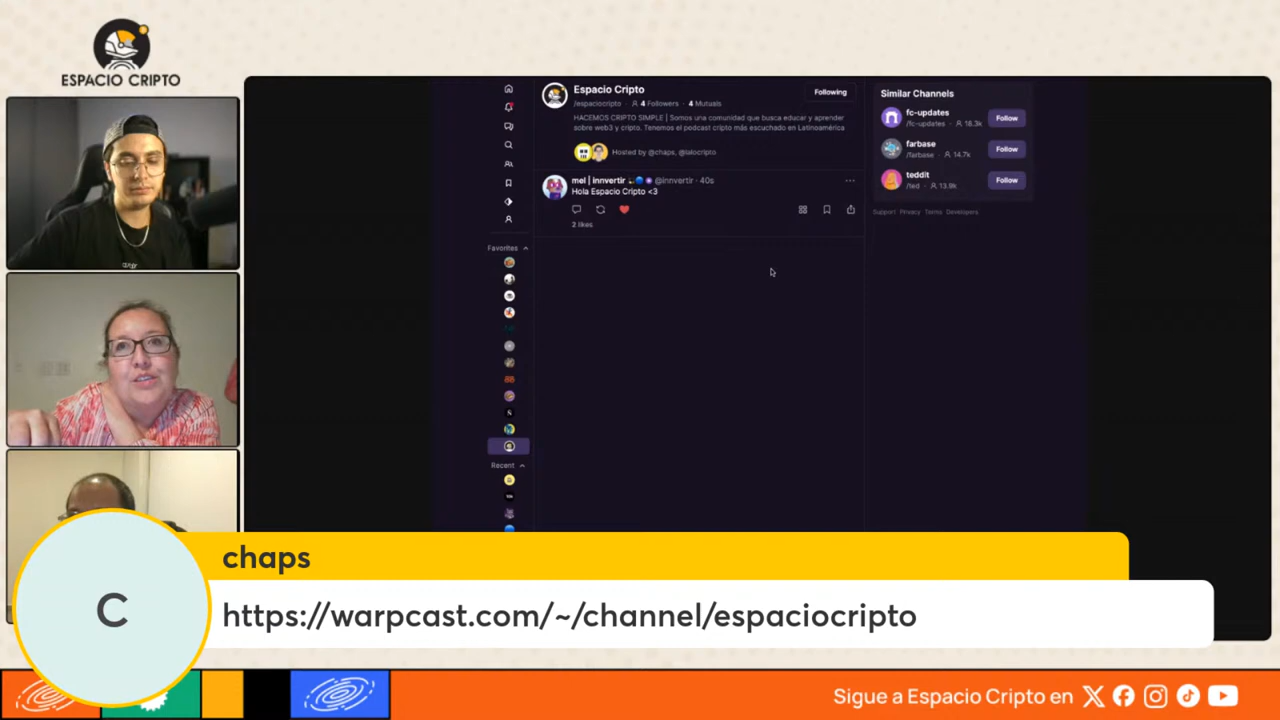 ESPACIO CRIPTO
Espacio Cripto
Following
/espaciocripto · 4 Followers · 4 Mutuals
HACEMOS CRIPTO SIMPLE | Somos una comunidad que busca educar y aprender
sobre web3 y cripto. Tenemos el podcast cripto más escuchado en Latinoamérica
Hosted by @chaps, @lalocripto
mel | innvertir @innvertir · 40s
Hola Espacio Cripto <3
2 likes
Similar Channels
fc-updates
/fc-updates · 18.3k
Follow
farbase
/farbase · 14.7k
Follow
teddit
/ted · 13.9k
Follow
Support Privacy Terms Developers
Favorites
Recent
C
chaps
https://warpcast.com/~/channel/espaciocripto
Sigue a Espacio Cripto en